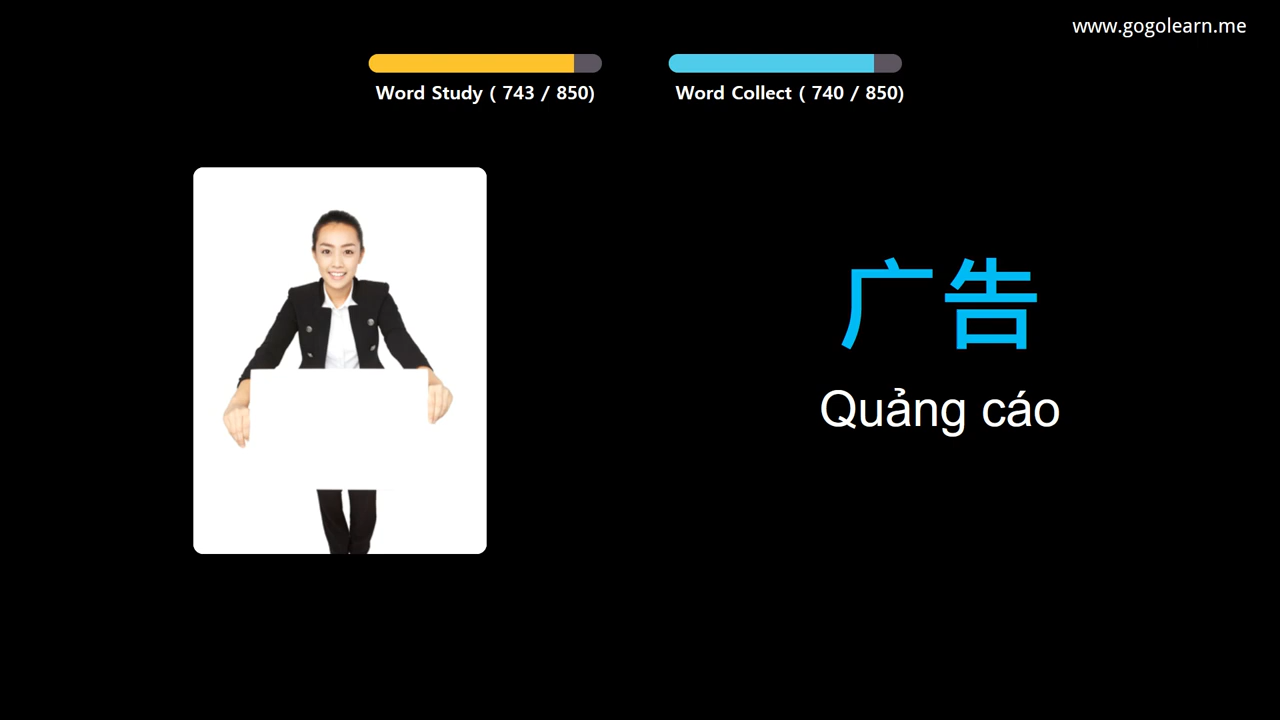 www.gogolearn.me
Word Study ( 743 / 850)
Word Collect ( 740 / 850)
广告
Quảng cáo